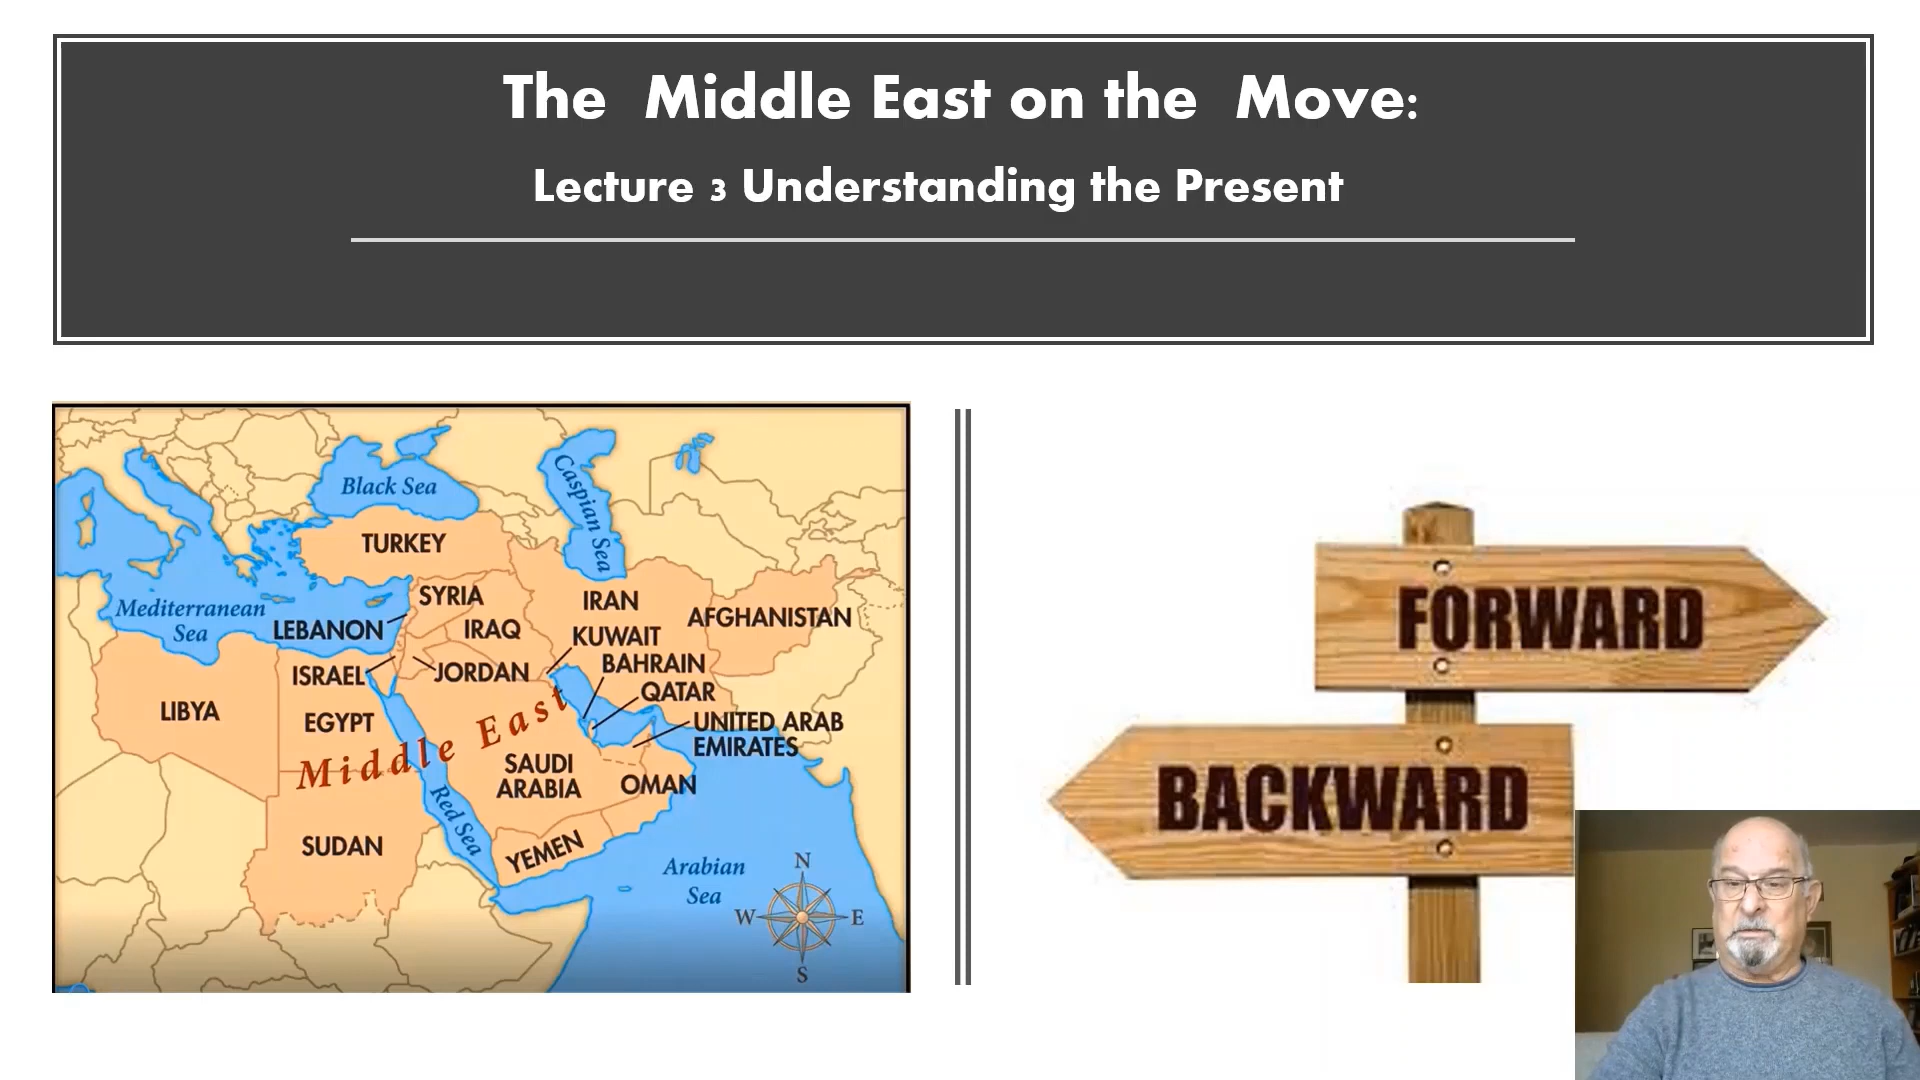 The Middle East on the Move:
Lecture 3 Understanding the Present
Black Sea
Caspian Sea
TURKEY
Mediterranean
Sea
SYRIA
LEBANON
IRAQ
IRAN
AFGHANISTAN
KUWAIT
BAHRAIN
ISRAEL
JORDAN
QATAR
LIBYA
EGYPT
UNITED ARAB
EMIRATES
Middle East
SAUDI
ARABIA
OMAN
Red Sea
SUDAN
YEMEN
Arabian
Sea
N
W
E
S
FORWARD
BACKWARD